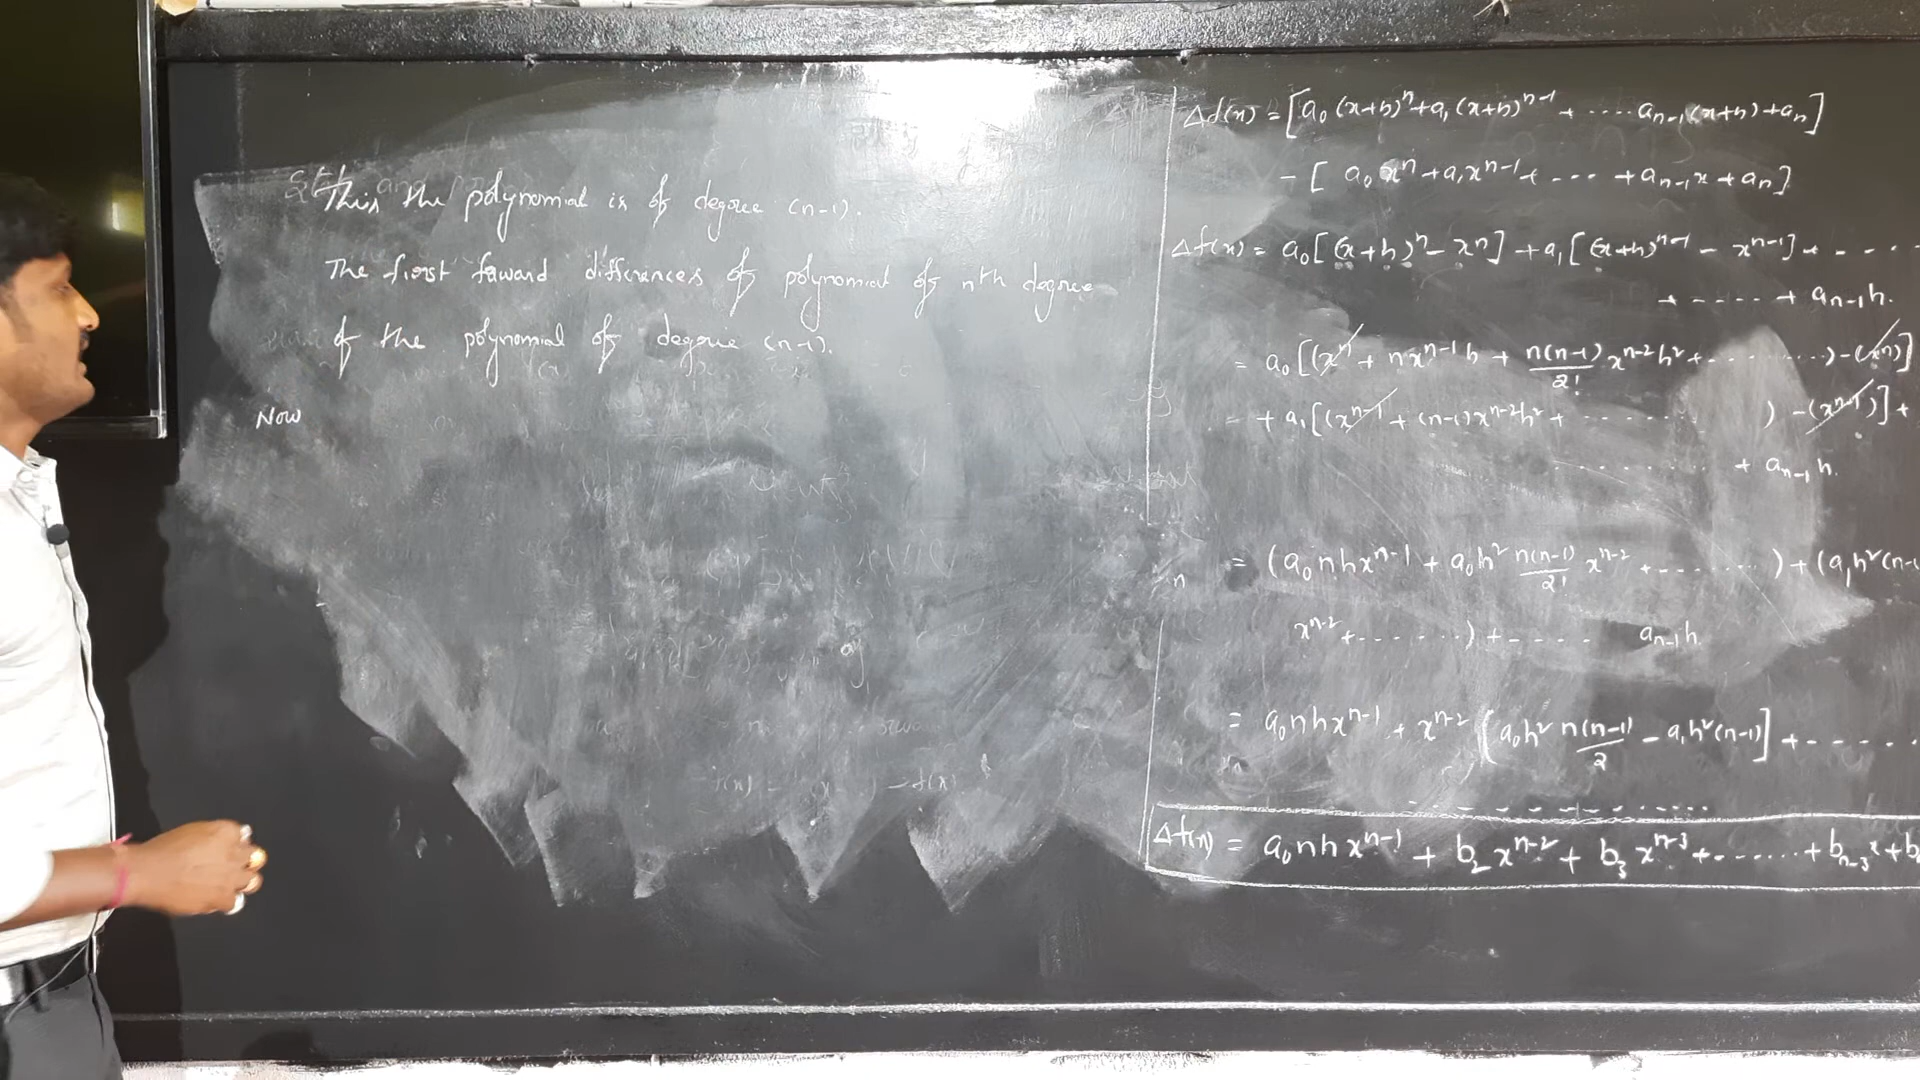 This the polynomial is of degree (n-1).
The first faward differences of polynomial of nth degree
of the polynomial of degree (n-1).
Now
Δf(x) = [a₀(x+h)ⁿ+a₁(x+h)ⁿ⁻¹ + .... aₙ₋₁(x+h)+aₙ]
- [a₀xⁿ+a₁xⁿ⁻¹+ ... +aₙ₋₁x+aₙ]
Δf(x) = a₀[(x+h)ⁿ- xⁿ] + a₁[(x+h)ⁿ⁻¹ - xⁿ⁻¹] + - ...
+ ---- + aₙ₋₁h.
= a₀[(xⁿ + nxⁿ⁻¹h + n(n-1)/2! xⁿ⁻²h² + ........) - (xⁿ)]
= + a₁[(xⁿ⁻¹ + (n-1)xⁿ⁻²h² + ........) - (xⁿ⁻¹)] +
........ + aₙ₋₁h.
= (a₀nhxⁿ⁻¹ + a₀h² n(n-1)/2! xⁿ⁻² + ........) + (a₁h²(n-1
xⁿ⁻² + .......) + ---- aₙ₋₁h.
= a₀nhxⁿ⁻¹ + xⁿ⁻² [a₀h² n(n-1)/2 - a₁h²(n-1)] + -....
Δf(x) = a₀nhxⁿ⁻¹ + b₂xⁿ⁻² + b₃xⁿ⁻³ + ...... + bₙ₋₃x + b